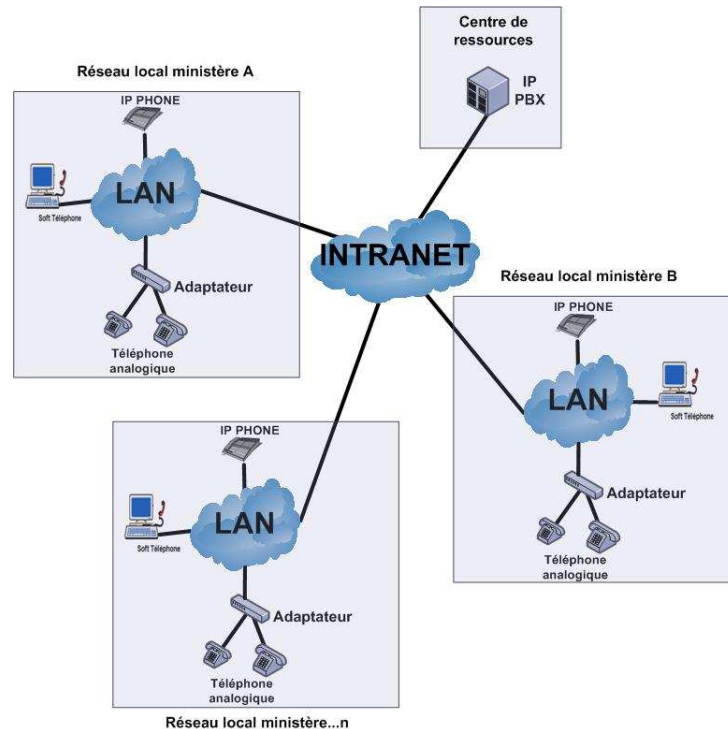 Centre de
ressources
IP
PBX
Réseau local ministère A
IP PHONE
LAN
Soft Téléphone
Adaptateur
Téléphone
analogique
INTRANET
Réseau local ministère B
IP PHONE
LAN
Soft Téléphone
Adaptateur
Téléphone
analogique
IP PHONE
LAN
Soft Téléphone
Adaptateur
Téléphone
analogique
Réseau local ministère...n